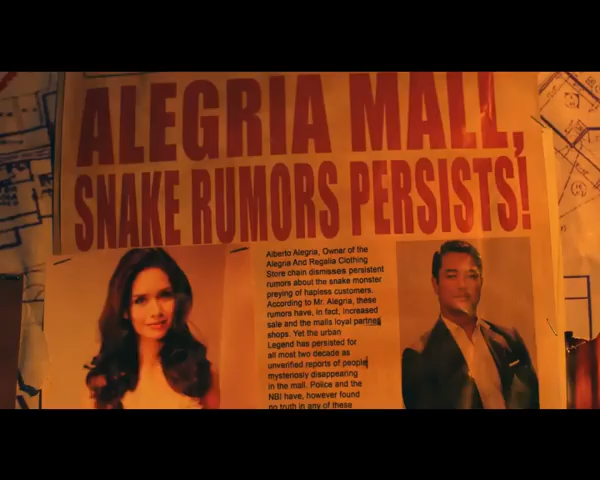 ALEGRIA MALL,
SNAKE RUMORS PERSISTS!
Alberto Alegria, Owner of the
Alegria And Regalia Clothing
Store chain dismisses persistent
rumors about the snake monster
preying of hapless customers.
According to Mr. Alegria, these
rumors have, in fact, increased
sale and the malls loyal partnes
shops. Yet the urban
Legend has persisted for
all most two decade as
unverified reports of people
mysteriosly disappearing
in the mall. Police and the
NBI have, however found
no truth in any of these